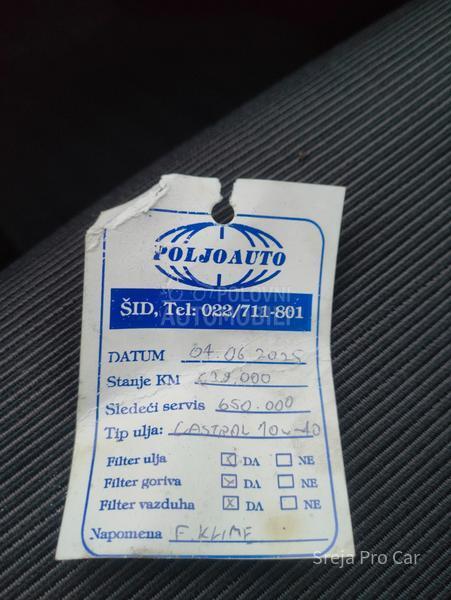 POLJOAUTO
POLOVNI
AUTOMOBILI
ŠID, Tel: 022/711-801
DATUM 04.06 2025
Stanje KM 639.000
Sledeći servis 650.000
Tip ulja: CASTROL 10w-40
Filter ulja X DA NE
Filter goriva X DA NE
Filter vazduha X DA NE
Napomena F. KLIME
Sreja Pro Car